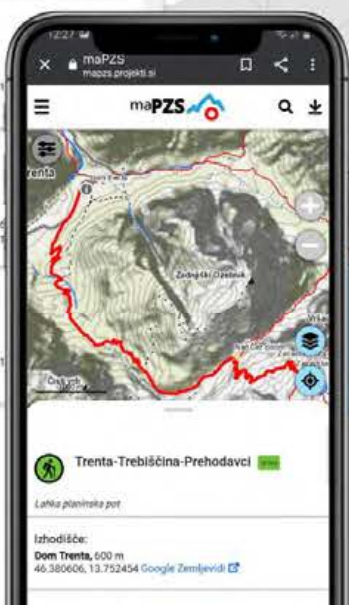 12:27
maPZS
mapzs.projekti.si
maPZS
renta
Zadnjiški Ozebnik
Trenta-Trebiščina-Prehodavci
Lahka planinska pot
Izhodišče:
Dom Trenta, 600 m
46.380606, 13.752454 Google Zemljevidi